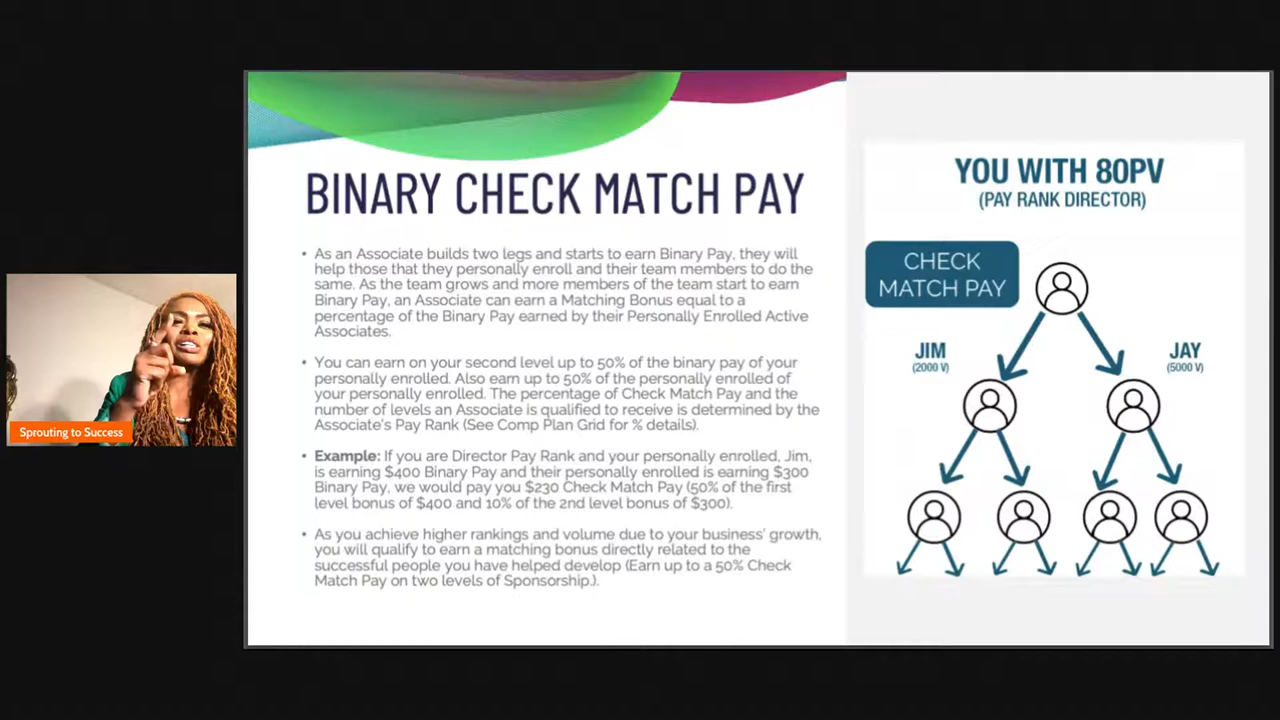 BINARY CHECK MATCH PAY
• As an Associate builds two legs and starts to earn Binary Pay, they will
help those that they personally enroll and their team members to do the
same. As the team grows and more members of the team start to earn
Binary Pay, an Associate can earn a Matching Bonus equal to a
percentage of the Binary Pay earned by their Personally Enrolled Active
Associates.
• You can earn on your second level up to 50% of the binary pay of your
personally enrolled. Also earn up to 50% of the personally enrolled of
your personally enrolled. The percentage of Check Match Pay and the
number of levels an Associate is qualified to receive is determined by the
Associate's Pay Rank (See Comp Plan Grid for % details).
• Example: If you are Director Pay Rank and your personally enrolled, Jim,
is earning $400 Binary Pay and their personally enrolled is earning $300
Binary Pay, we would pay you $230 Check Match Pay (50% of the first
level bonus of $400 and 10% of the 2nd level bonus of $300).
• As you achieve higher rankings and volume due to your business' growth,
you will qualify to earn a matching bonus directly related to the
successful people you have helped develop (Earn up to a 50% Check
Match Pay on two levels of Sponsorship.).
YOU WITH 80PV
(PAY RANK DIRECTOR)
CHECK
MATCH PAY
JIM
(2000 V)
JAY
(5000 V)
Sprouting to Success